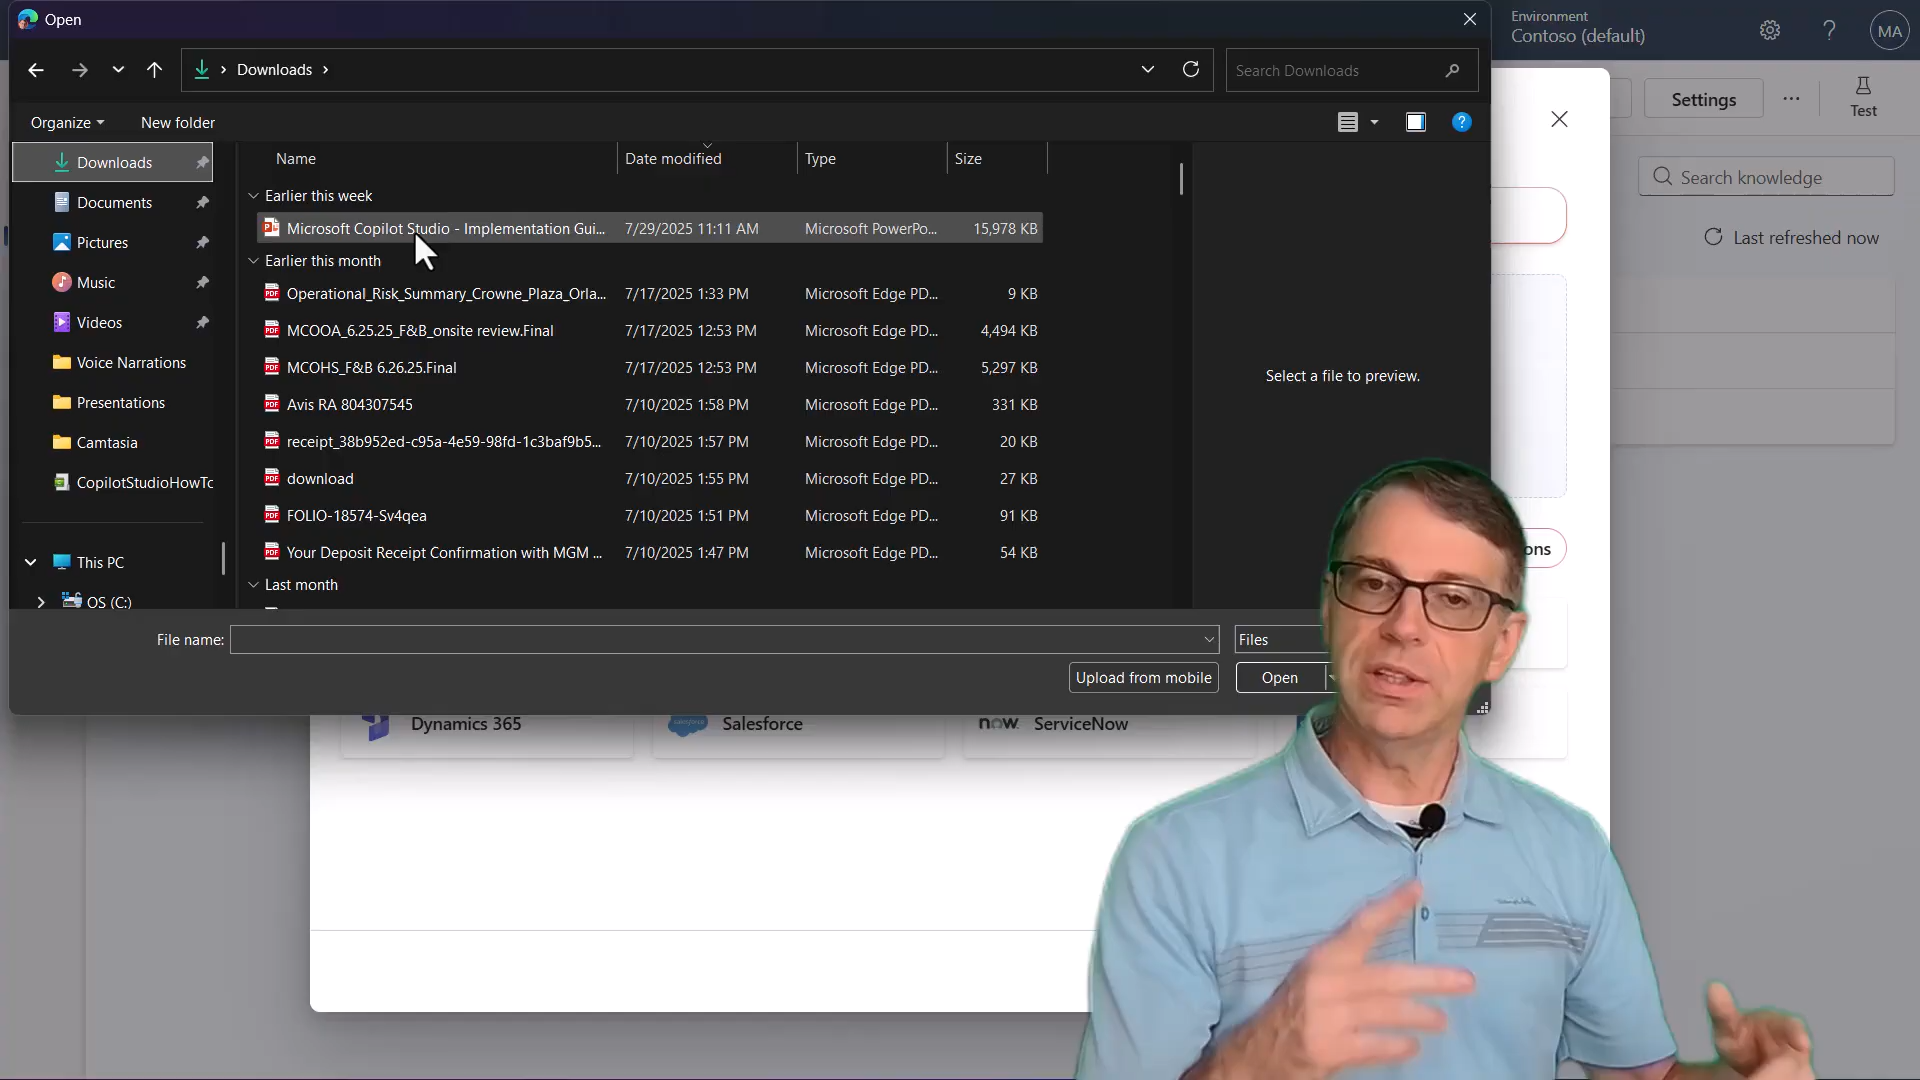 Open
Environment
Contoso (default)
MA
Downloads
Search Downloads
Settings
Test
Organize
New folder
Search knowledge
Last refreshed now
Name
Date modified
Type
Size
Downloads
Documents
Pictures
Music
Videos
Voice Narrations
Presentations
Camtasia
CopilotStudioHowTo
This PC
OS (C:)
Earlier this week
Microsoft Copilot Studio - Implementation Gui... 7/29/2025 11:11 AM Microsoft PowerPo... 15,978 KB
Earlier this month
Operational_Risk_Summary_Crowne_Plaza_Orla... 7/17/2025 1:33 PM Microsoft Edge PD... 9 KB
MCOOA_6.25.25_F&B_onsite review.Final 7/17/2025 12:53 PM Microsoft Edge PD... 4,494 KB
MCOHS_F&B 6.26.25.Final 7/17/2025 12:53 PM Microsoft Edge PD... 5,297 KB
Avis RA 804307545 7/10/2025 1:58 PM Microsoft Edge PD... 331 KB
receipt_38b952ed-c95a-4e59-98fd-1c3baf9b5... 7/10/2025 1:57 PM Microsoft Edge PD... 20 KB
download 7/10/2025 1:55 PM Microsoft Edge PD... 27 KB
FOLIO-18574-Sv4qea 7/10/2025 1:51 PM Microsoft Edge PD... 91 KB
Your Deposit Receipt Confirmation with MGM ... 7/10/2025 1:47 PM Microsoft Edge PD... 54 KB
Last month
Select a file to preview.
ons
File name:
Files
Upload from mobile
Open
Dynamics 365
salesforce
Salesforce
now.
ServiceNow